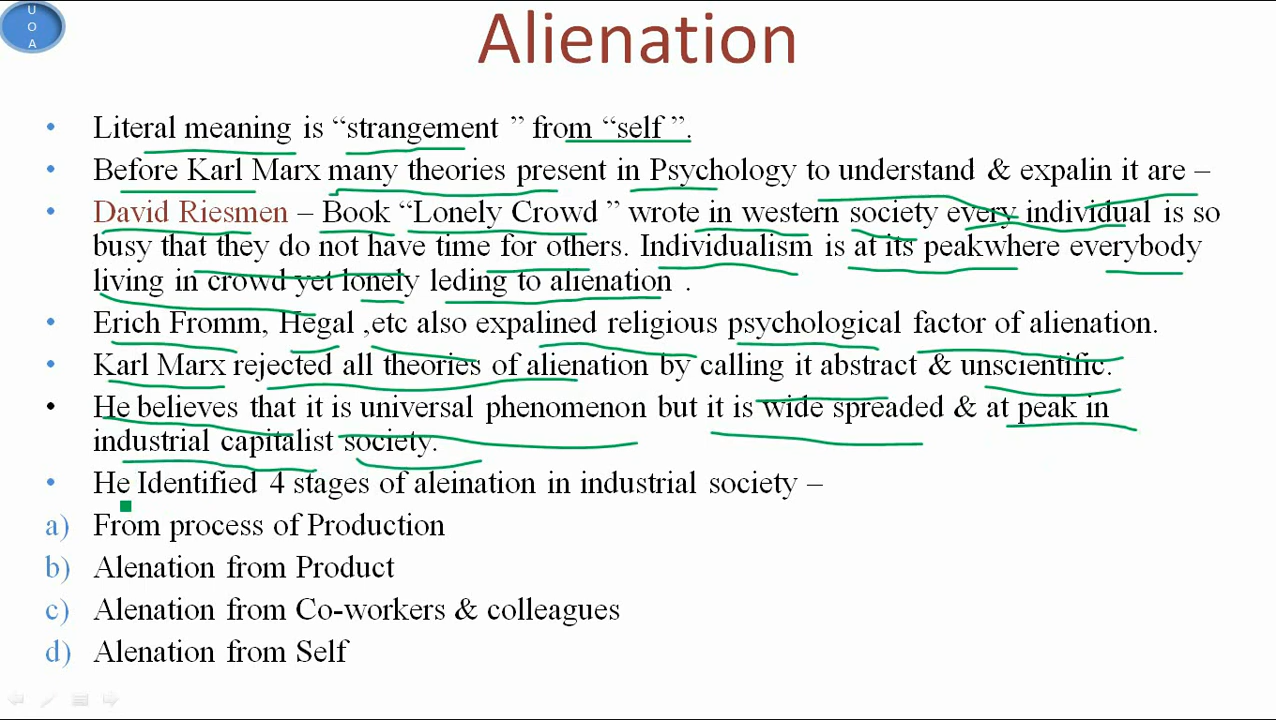 U
O
A
Alienation
• Literal meaning is “strangement ” from “self ”.
• Before Karl Marx many theories present in Psychology to understand & expalin it are –
• David Riesmen – Book “Lonely Crowd ” wrote in western society every individual is so
busy that they do not have time for others. Individualism is at its peakwhere everybody
living in crowd yet lonely leding to alienation .
• Erich Fromm, Hegal ,etc also expalined religious psychological factor of alienation.
• Karl Marx rejected all theories of alienation by calling it abstract & unscientific.
• He believes that it is universal phenomenon but it is wide spreaded & at peak in
industrial capitalist society.
• He Identified 4 stages of aleination in industrial society –
a) From process of Production
b) Alenation from Product
c) Alenation from Co-workers & colleagues
d) Alenation from Self